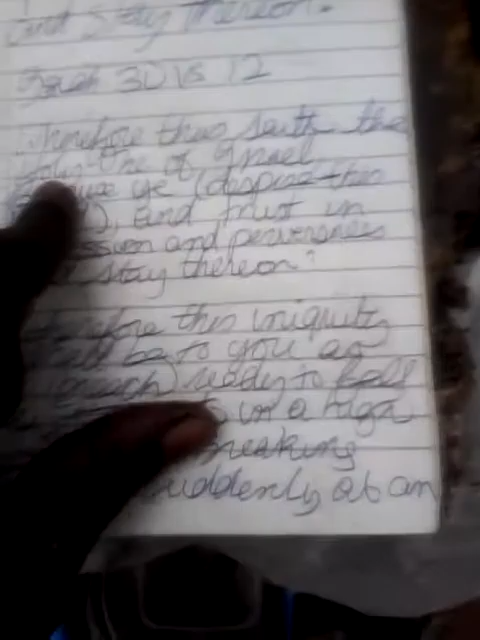 and stay thereon.
30 vs 12
Therefore thus saith the
Holy One of Israel
ye (despise this
), and trust in
and perverseness
stay thereon:
Therefore this iniquity
be to you as
(breach) ready to fall
in a high
breaking
suddenly at an